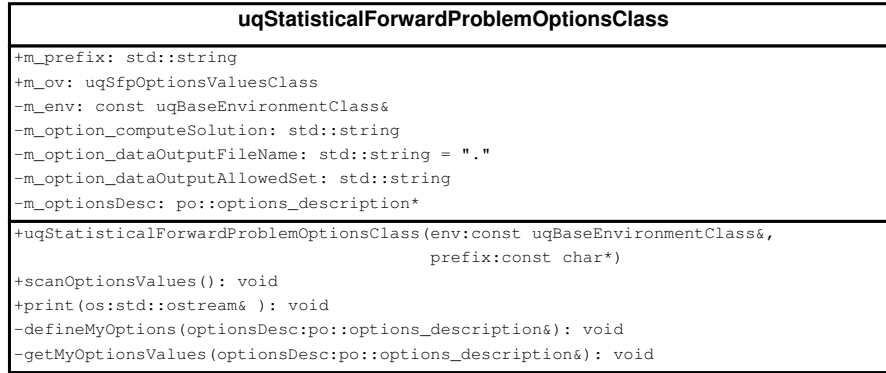 uqStatisticalForwardProblemOptionsClass
+m_prefix: std::string
+m_ov: uqSfpOptionsValuesClass
-m_env: const uqBaseEnvironmentClass&
-m_option_computeSolution: std::string
-m_option_dataOutputFileName: std::string = "."
-m_option_dataOutputAllowedSet: std::string
-m_optionsDesc: po::options_description*
+uqStatisticalForwardProblemOptionsClass(env:const uqBaseEnvironmentClass&,
prefix:const char*)
+scanOptionsValues(): void
+print(os:std::ostream& ): void
-defineMyOptions(optionsDesc:po::options_description&): void
-getMyOptionsValues(optionsDesc:po::options_description&): void